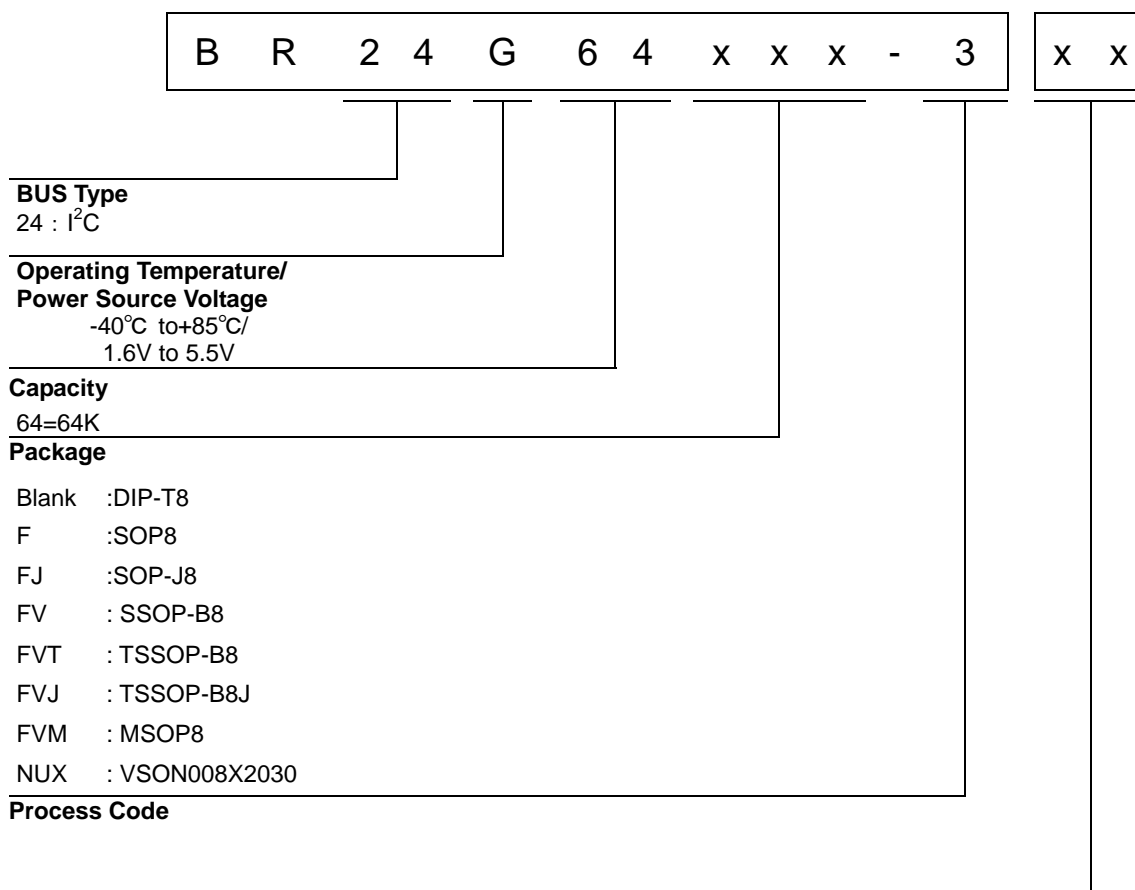 B R 2 4 G 6 4 x x x - 3 x x
BUS Type
24 : I²C
Operating Temperature/
Power Source Voltage
-40℃ to+85℃/
1.6V to 5.5V
Capacity
64=64K
Package
Blank :DIP-T8
F :SOP8
FJ :SOP-J8
FV : SSOP-B8
FVT : TSSOP-B8
FVJ : TSSOP-B8J
FVM : MSOP8
NUX : VSON008X2030
Process Code